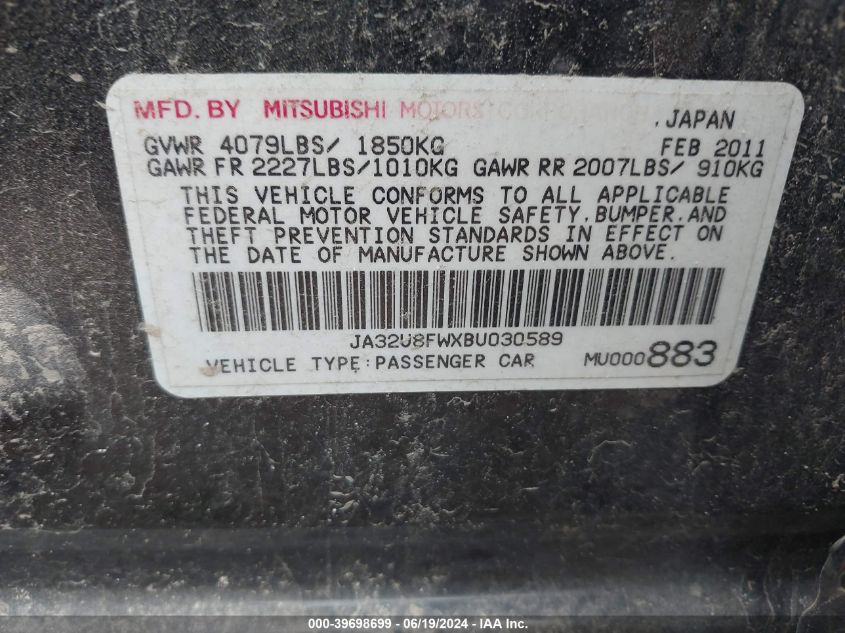 MFD. BY MITSUBISHI MOTORS CORPORATION, JAPAN
GVWR 4079LBS/ 1850KG FEB 2011
GAWR FR 2227LBS/1010KG GAWR RR 2007LBS/ 910KG
THIS VEHICLE CONFORMS TO ALL APPLICABLE
FEDERAL MOTOR VEHICLE SAFETY, BUMPER, AND
THEFT PREVENTION STANDARDS IN EFFECT ON
THE DATE OF MANUFACTURE SHOWN ABOVE.
JA32U8FWXBU030589
VEHICLE TYPE:PASSENGER CAR MU000883
000-39698699 - 06/19/2024 - IAA Inc.